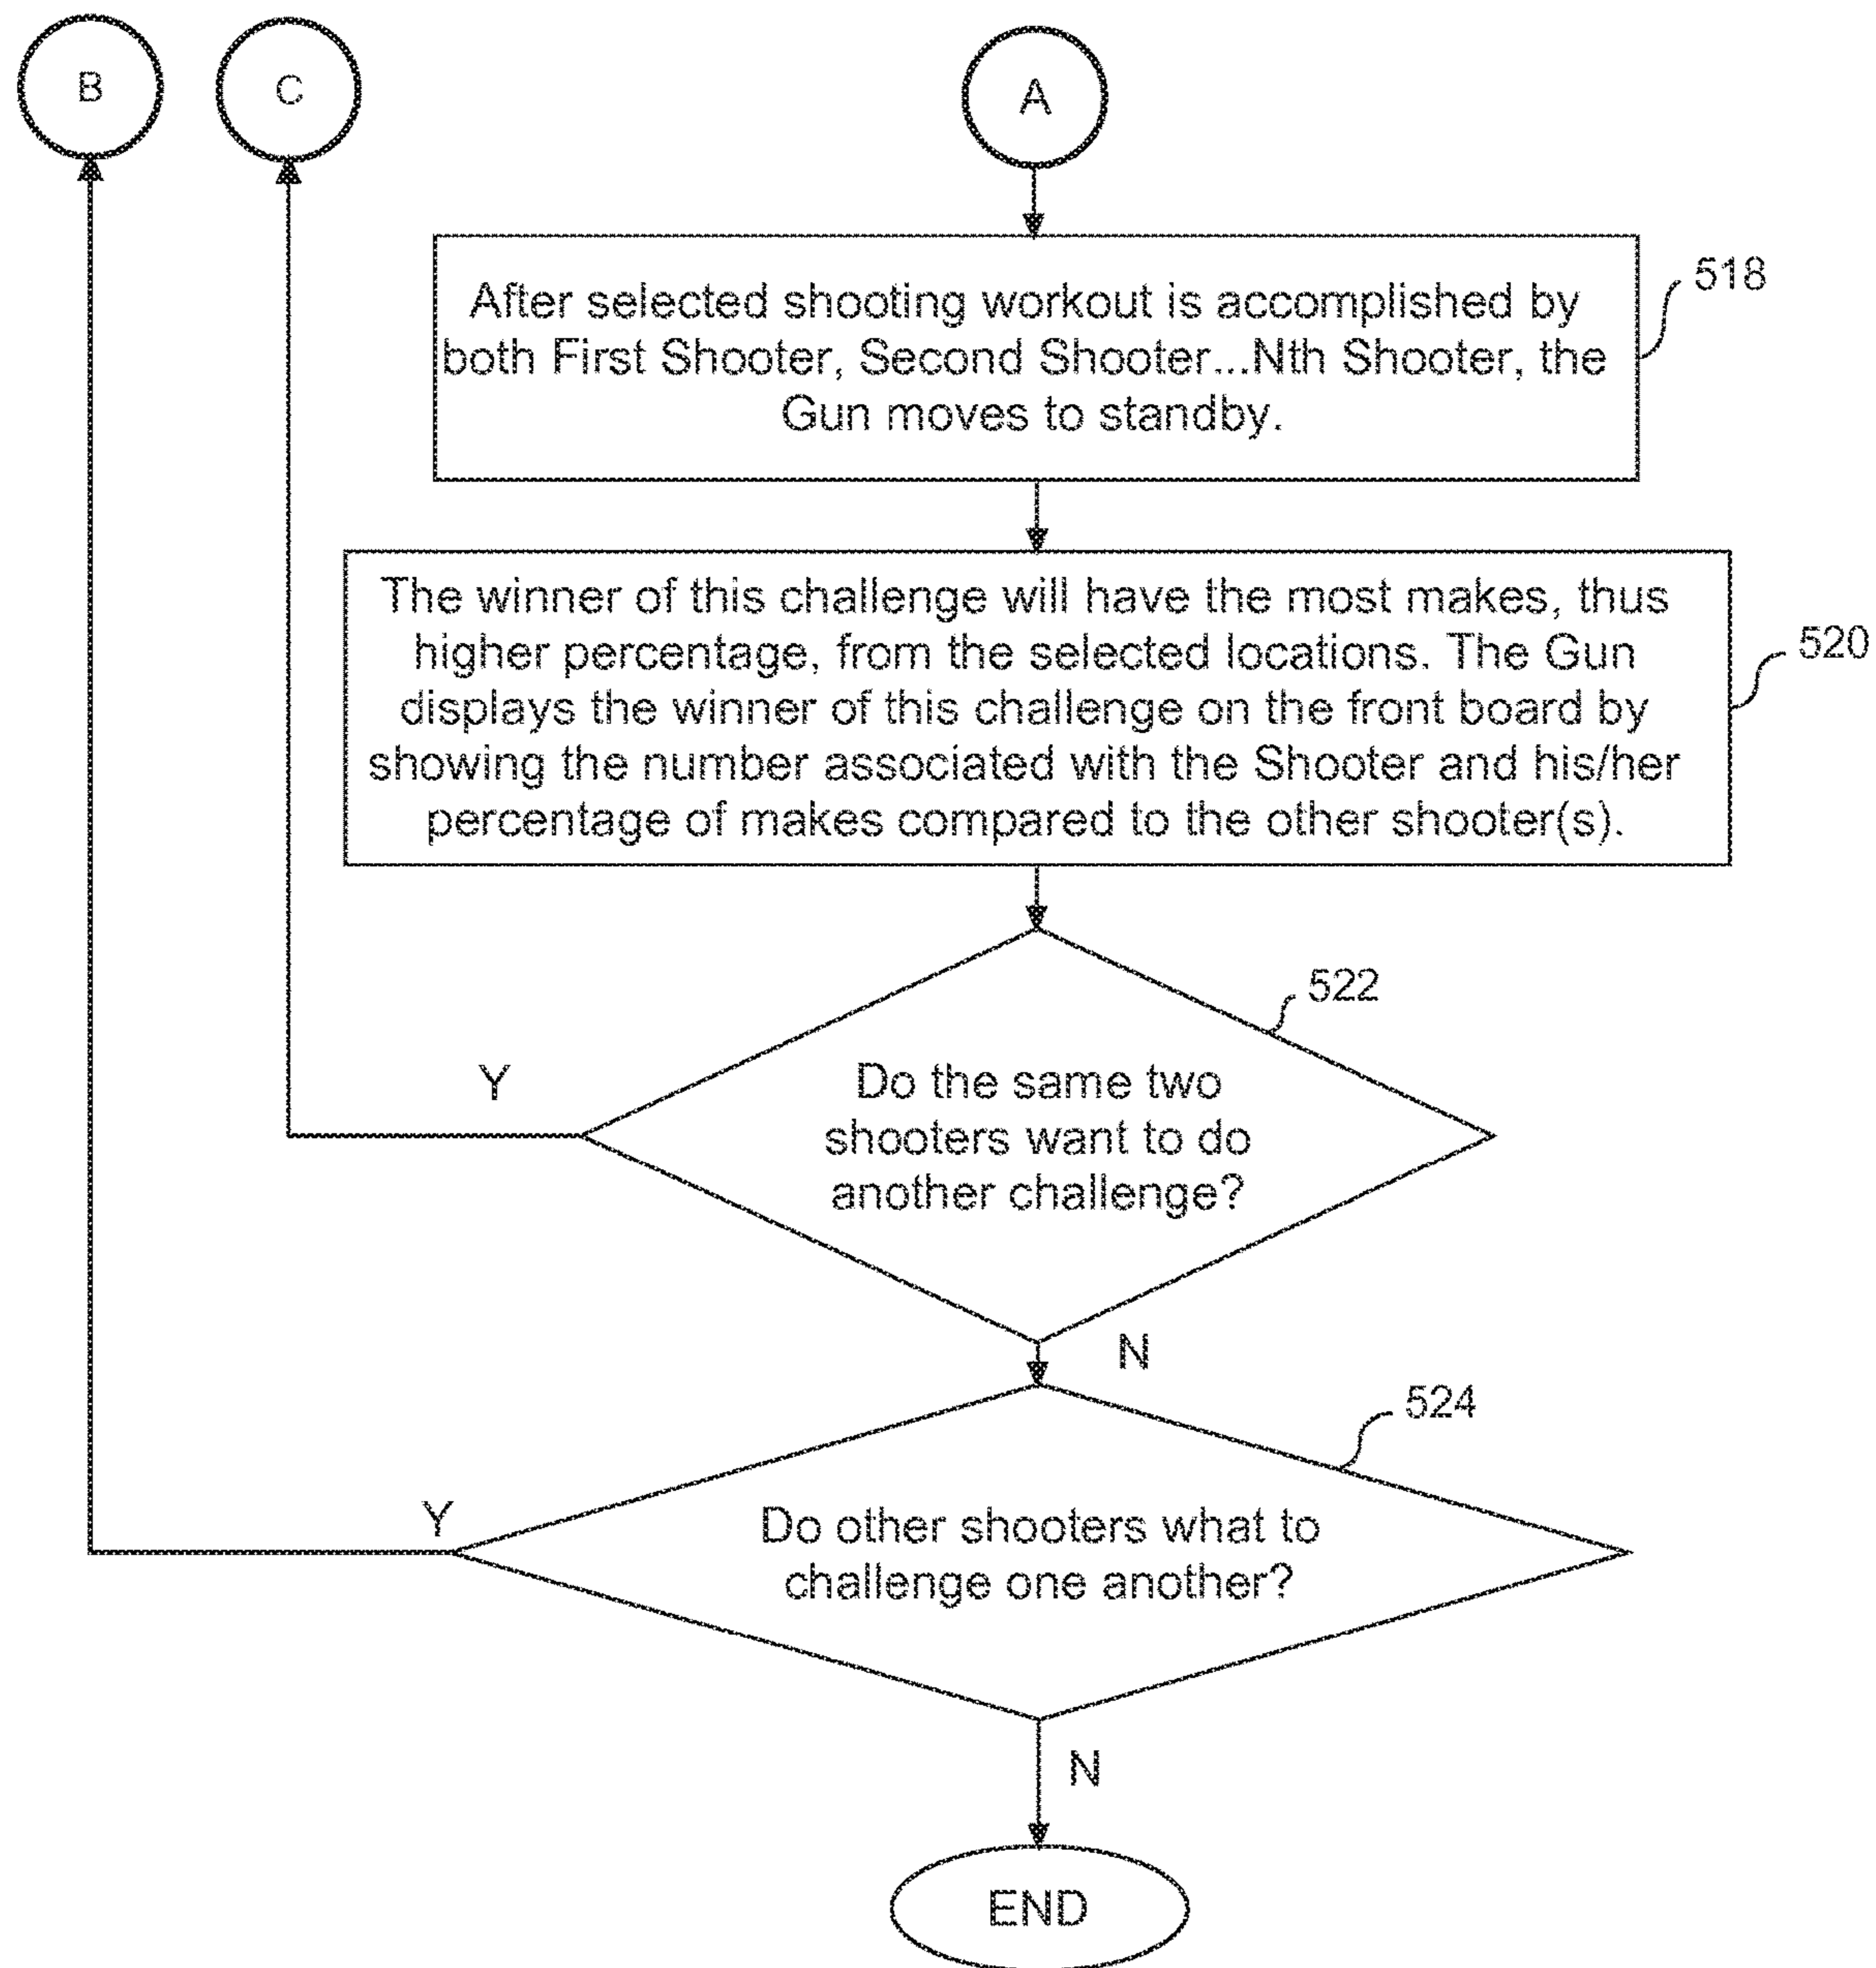 B
C
A
After selected shooting workout is accomplished by
both First Shooter, Second Shooter...Nth Shooter, the
Gun moves to standby.
518
The winner of this challenge will have the most makes, thus
higher percentage, from the selected locations. The Gun
displays the winner of this challenge on the front board by
showing the number associated with the Shooter and his/her
percentage of makes compared to the other shooter(s).
520
522
Y
Do the same two
shooters want to do
another challenge?
N
524
Y
Do other shooters what to
challenge one another?
N
END